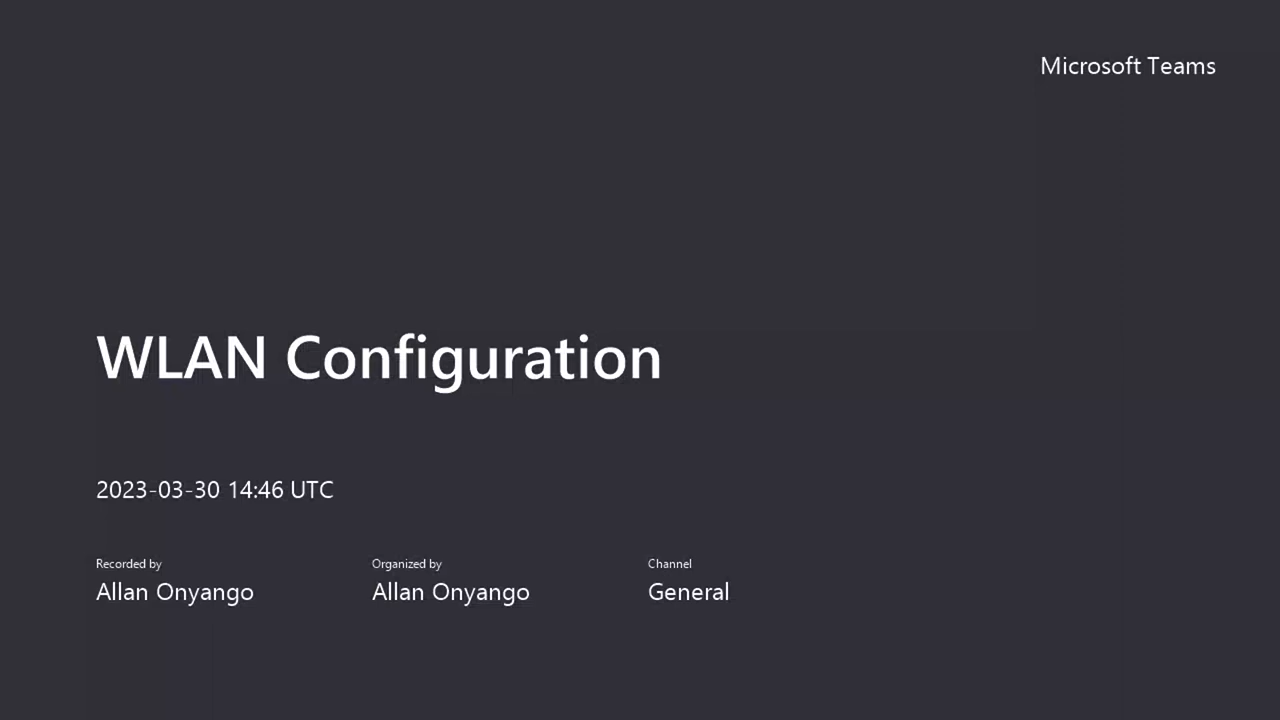 Microsoft Teams
WLAN Configuration
2023-03-30 14:46 UTC
Recorded by
Allan Onyango
Organized by
Allan Onyango
Channel
General